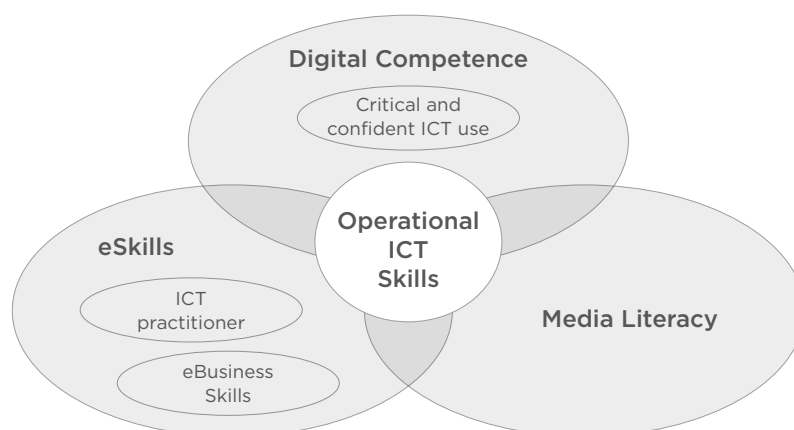 Digital Competence
Critical and
confident ICT use
Operational
ICT
Skills
eSkills
ICT
practitioner
eBusiness
Skills
Media Literacy